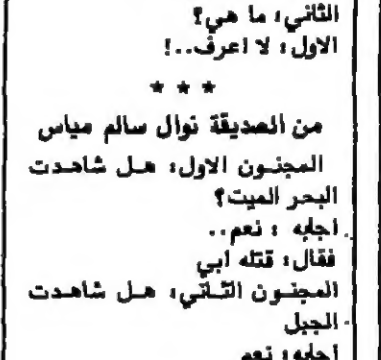 الثاني، ما هي؟
الاول، لا اعرف..!
* * *
من الصديقة نوال سالم مياس
المجنون الاول، هل شاهدت
البحر الميت؟
اجابه ، نعم..
فقال، قتله ابي
المجنون الثاني، هل شاهدت
الجبل
اجابه، نعم